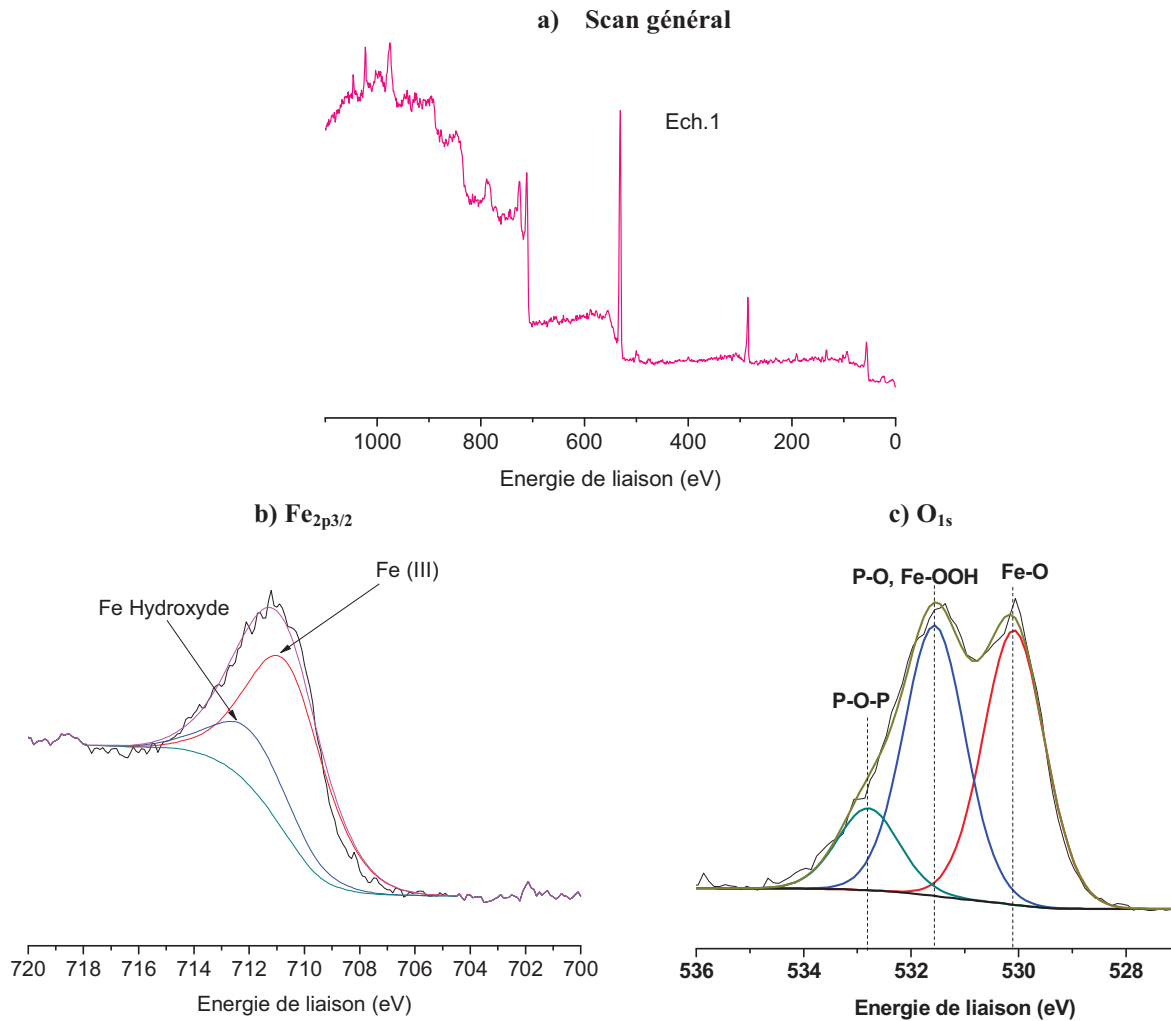 a) Scan général
Ech.1
1000 800 600 400 200 0
Energie de liaison (eV)
b) Fe2p3/2
Fe (III)
Fe Hydroxyde
720 718 716 714 712 710 708 706 704 702 700
Energie de liaison (eV)
c) O1s
P-O, Fe-OOH
Fe-O
P-O-P
536 534 532 530 528
Energie de liaison (eV)